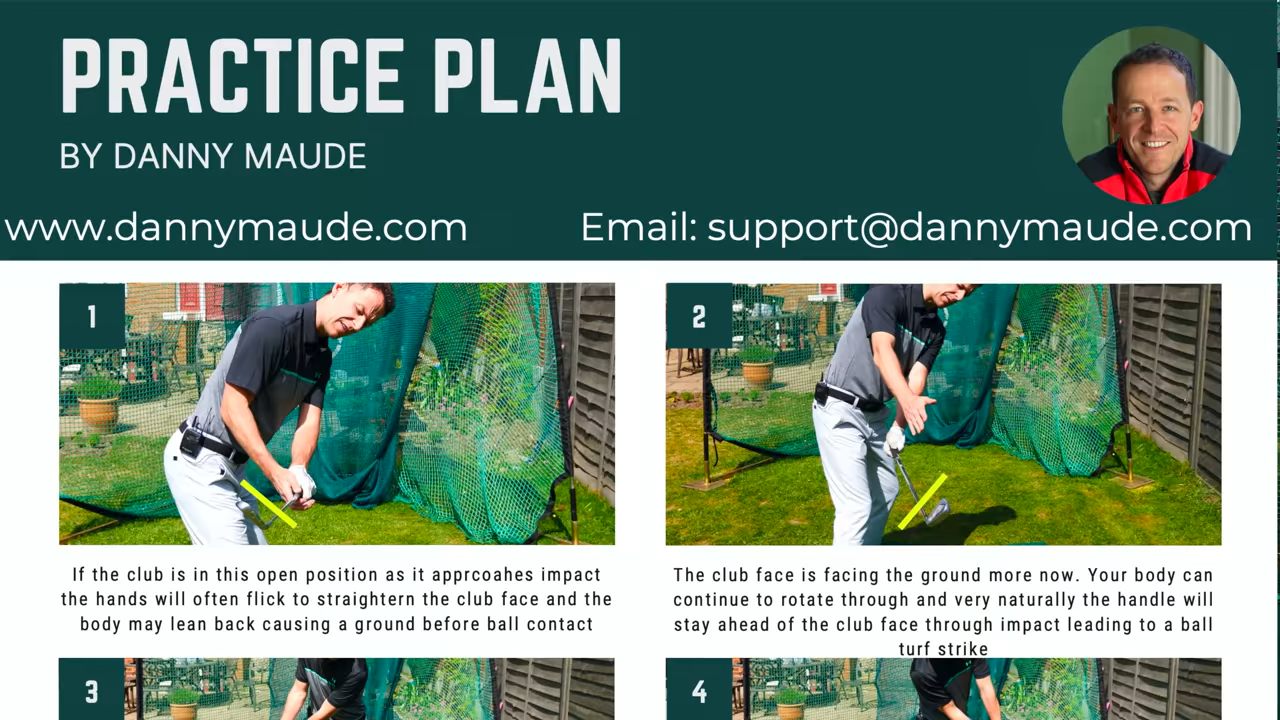 PRACTICE PLAN
BY DANNY MAUDE
www.dannymaude.com
Email: support@dannymaude.com
1
2
If the club is in this open position as it apprcoahes impact
the hands will often flick to straightern the club face and the
body may lean back causing a ground before ball contact
The club face is facing the ground more now. Your body can
continue to rotate through and very naturally the handle will
stay ahead of the club face through impact leading to a ball
turf strike
3
4